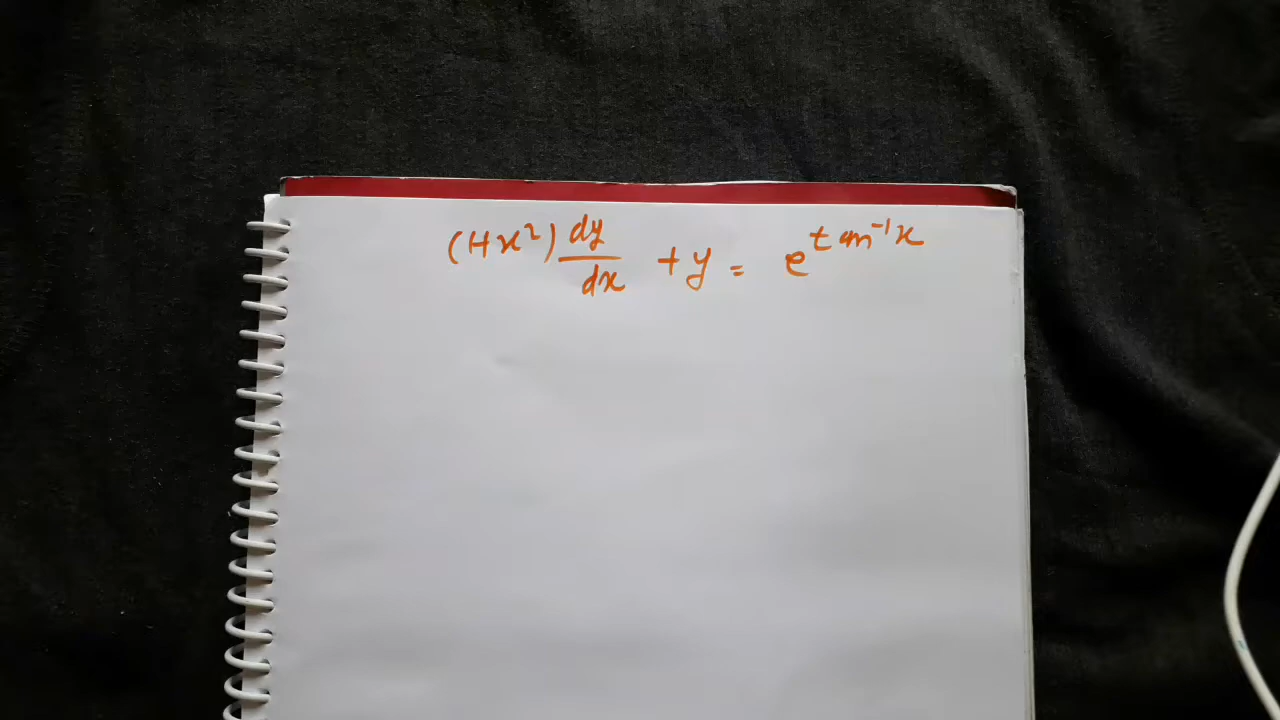 (1+x²) dy/dx + y = e^{tan⁻¹x}